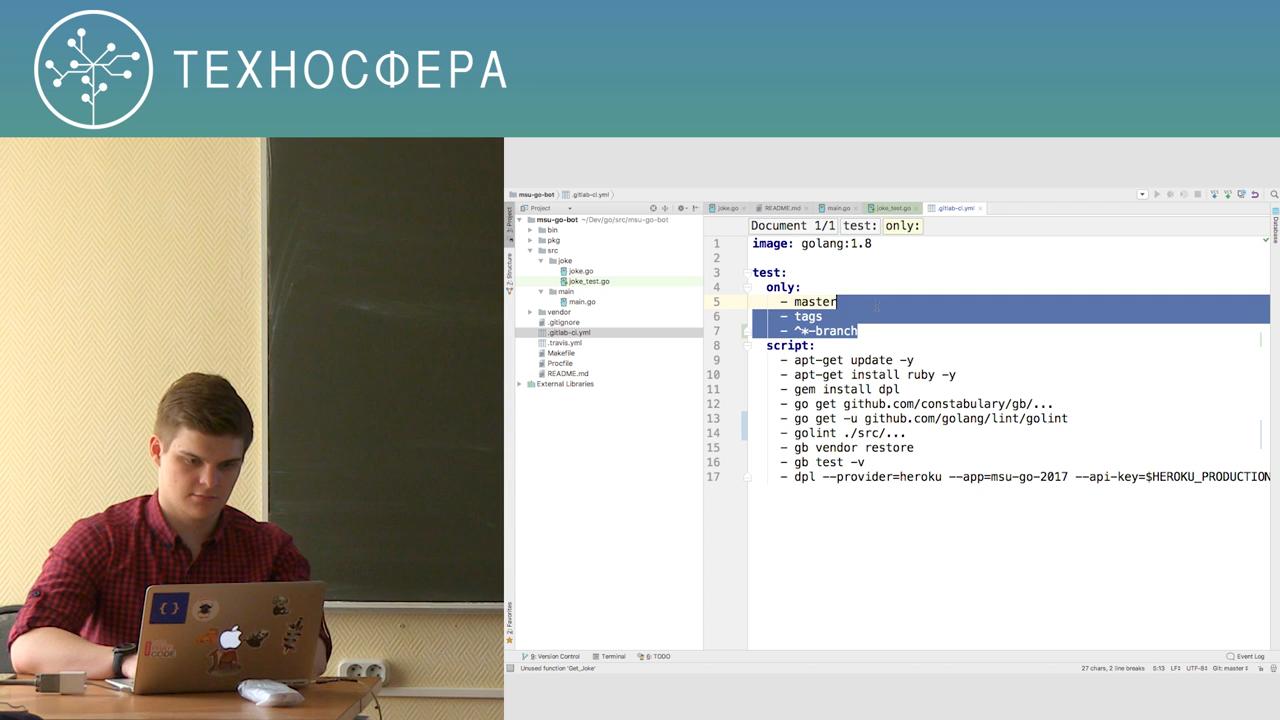 ТЕХНОСФЕРА
msu-go-bot
.gitlab-ci.yml
Project
joke.go
README.md
main.go
joke_test.go
.gitlab-ci.yml
1: Project
Z: Structure
2: Favorites
Database
msu-go-bot ~/Dev/go/src/msu-go-bot
bin
pkg
src
joke
joke.go
joke_test.go
main
main.go
vendor
.gitignore
.gitlab-ci.yml
.travis.yml
Makefile
Procfile
README.md
External Libraries
Document 1/1 test: only:
1 image: golang:1.8
2
3 test:
4 only:
5 - master
6 - tags
7 - ^*-branch
8 script:
9 - apt-get update -y
10 - apt-get install ruby -y
11 - gem install dpl
12 - go get github.com/constabulary/gb/...
13 - go get -u github.com/golang/lint/golint
14 - golint ./src/...
15 - gb vendor restore
16 - gb test -v
17 - dpl --provider=heroku --app=msu-go-2017 --api-key=$HEROKU_PRODUCTION
9: Version Control
Terminal
6: TODO
Event Log
Unused function 'Get_Joke'
27 chars, 2 line breaks 5:13 LF÷ UTF-8÷ Git: master÷